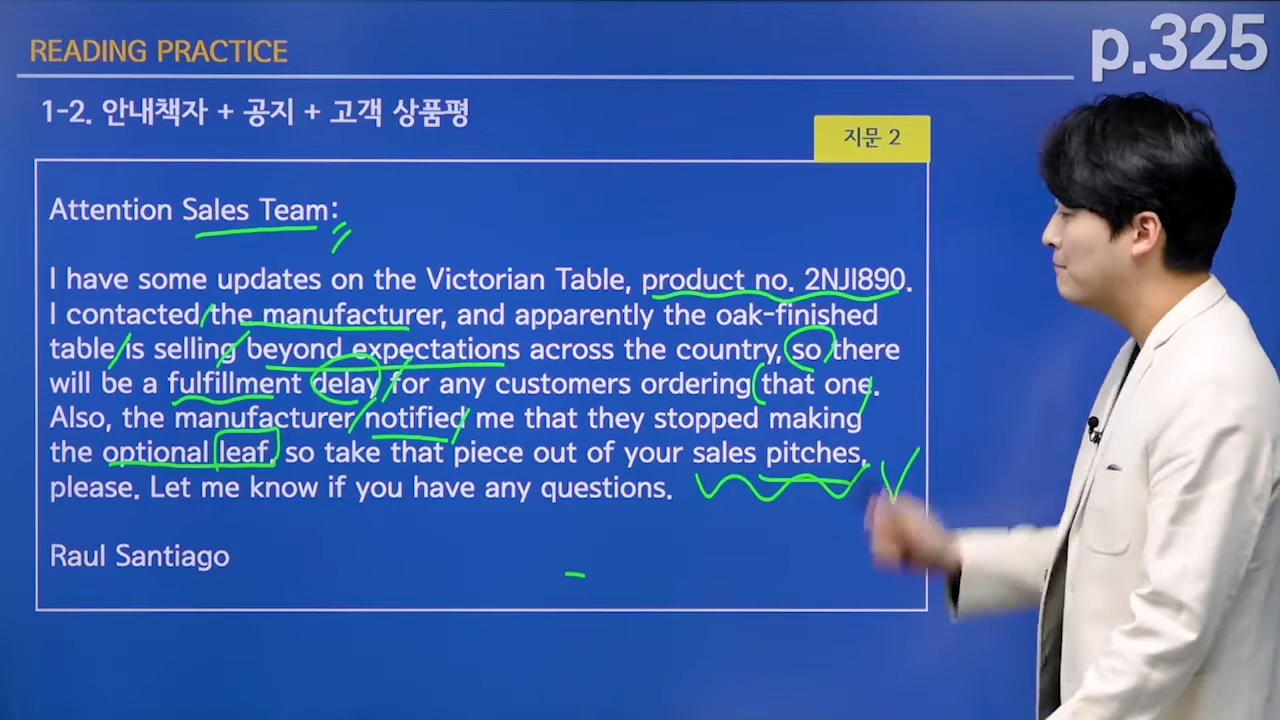 p.325
READING PRACTICE
1-2. 안내책자 + 공지 + 고객 상품평
지문 2
Attention Sales Team:
I have some updates on the Victorian Table, product no. 2NJI890.
I contacted the manufacturer, and apparently the oak-finished
table is selling beyond expectations across the country, so there
will be a fulfillment delay for any customers ordering that one.
Also, the manufacturer notified me that they stopped making
the optional leaf, so take that piece out of your sales pitches,
please. Let me know if you have any questions.
Raul Santiago